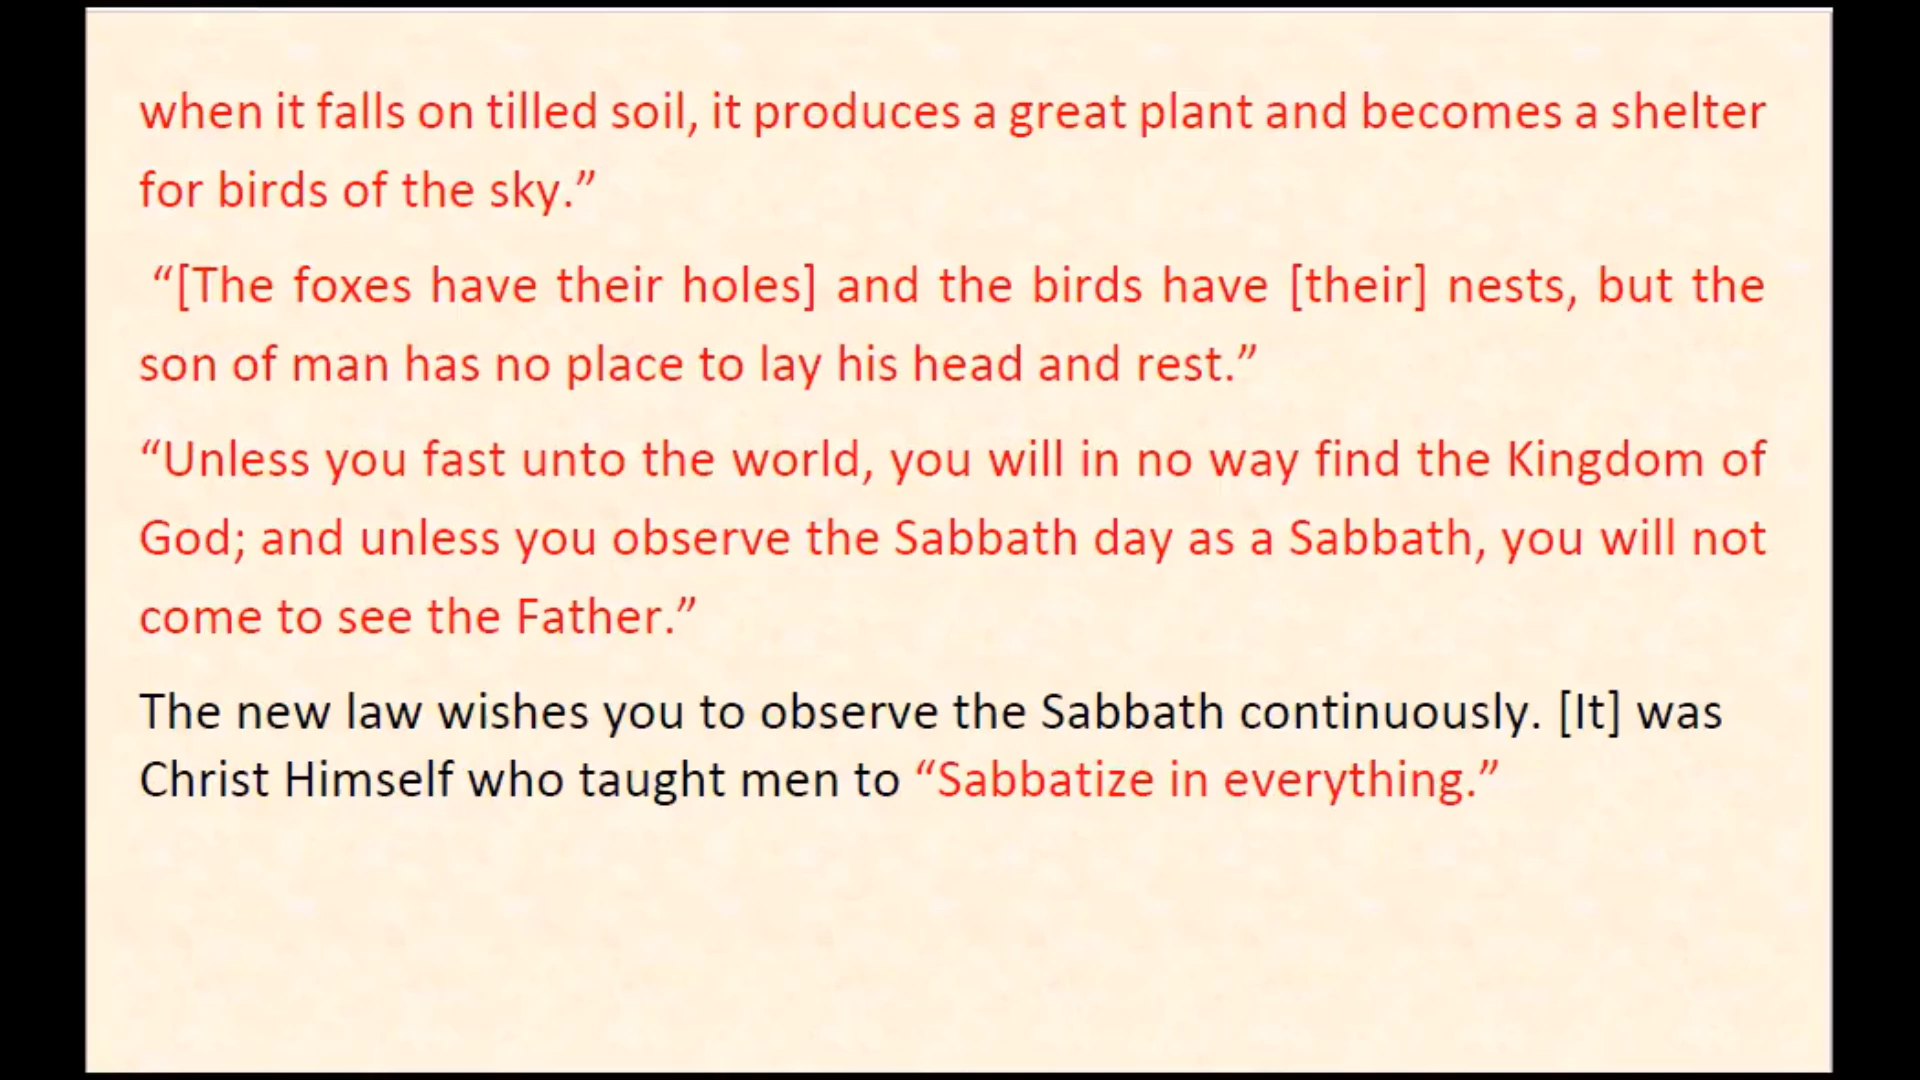 when it falls on tilled soil, it produces a great plant and becomes a shelter
for birds of the sky.”
“[The foxes have their holes] and the birds have [their] nests, but the
son of man has no place to lay his head and rest.”
“Unless you fast unto the world, you will in no way find the Kingdom of
God; and unless you observe the Sabbath day as a Sabbath, you will not
come to see the Father.”
The new law wishes you to observe the Sabbath continuously. [It] was
Christ Himself who taught men to “Sabbatize in everything.”